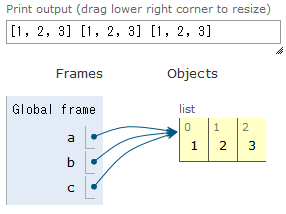 Print output (drag lower right corner to resize)
[1, 2, 3] [1, 2, 3] [1, 2, 3]
Frames Objects
Global frame
a
b
c
list
0 1 2
1 2 3